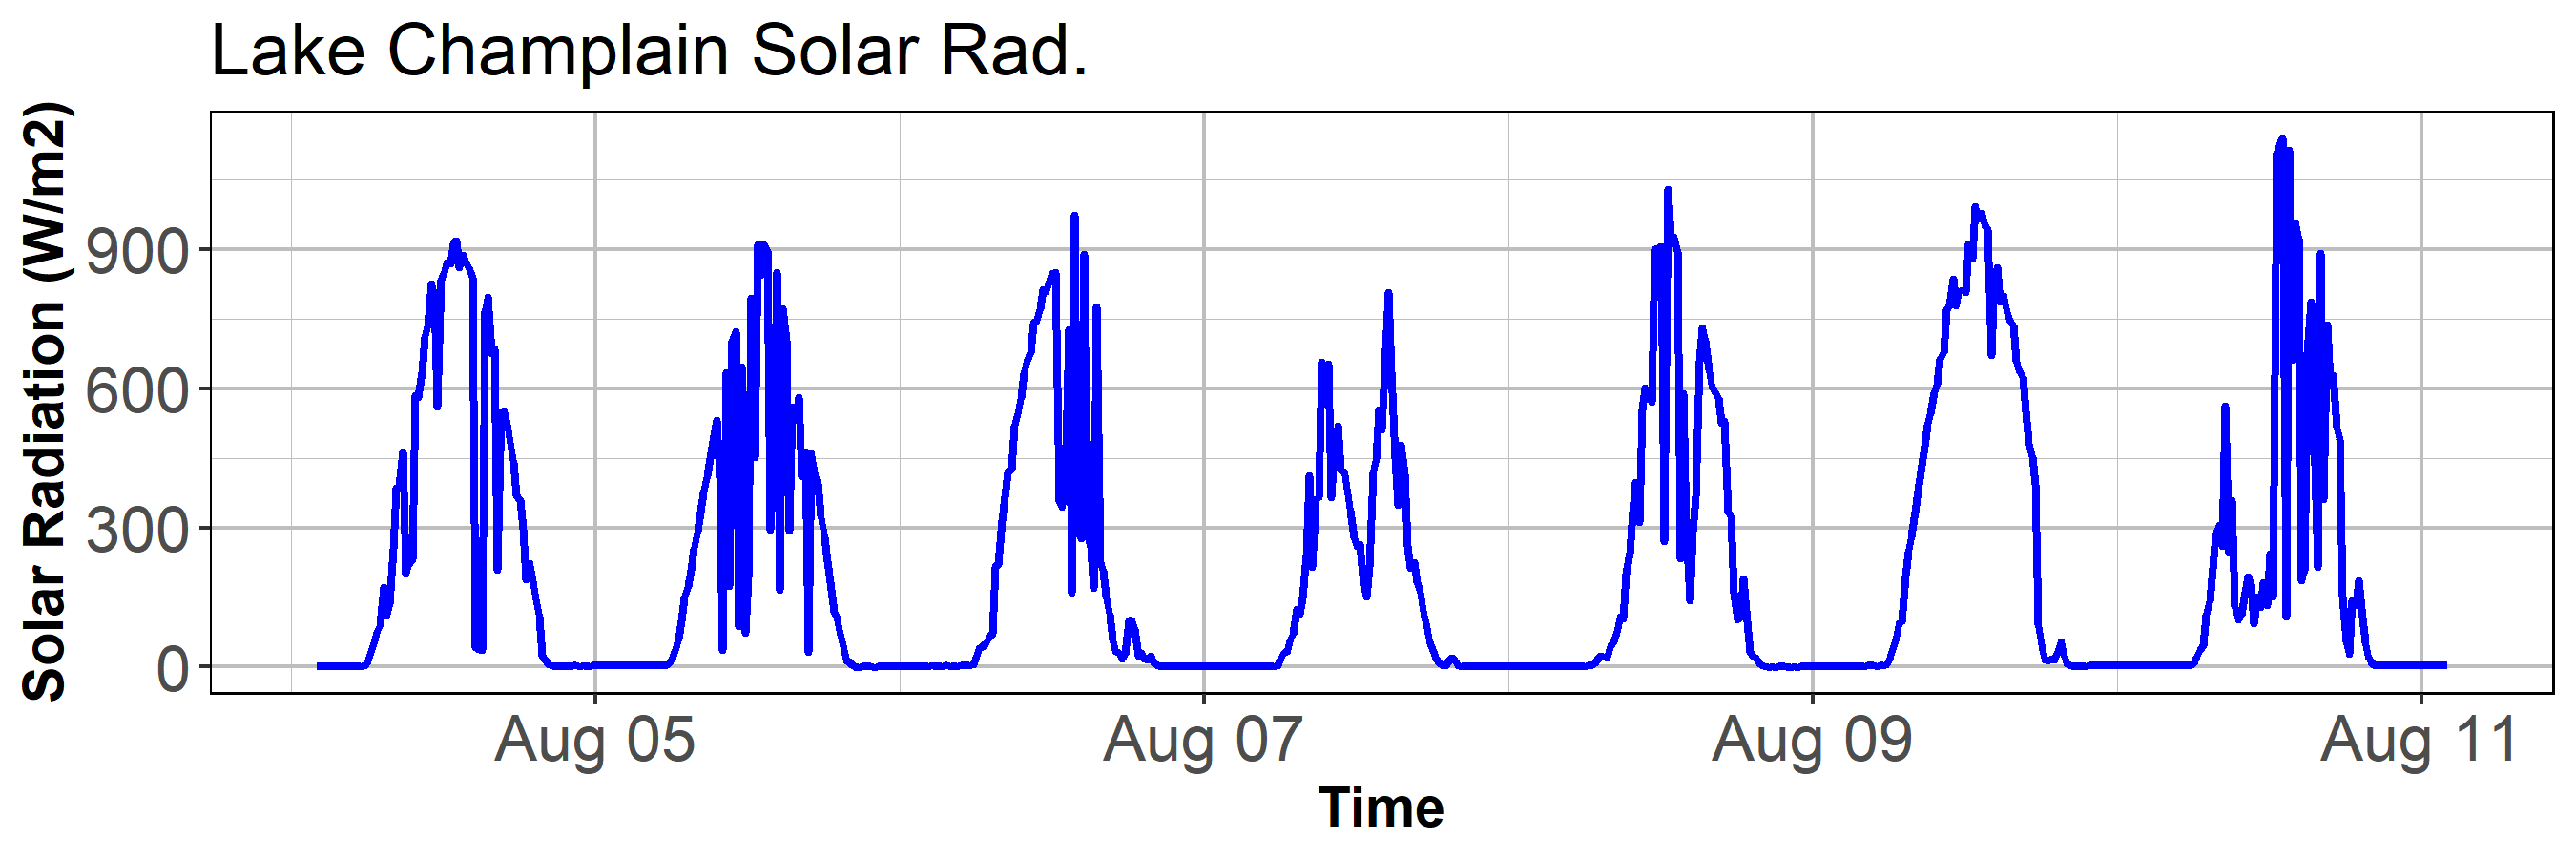 Lake Champlain Solar Rad.
Solar Radiation (W/m2)
900
600
300
0
Aug 05 Aug 07 Aug 09 Aug 11
Time